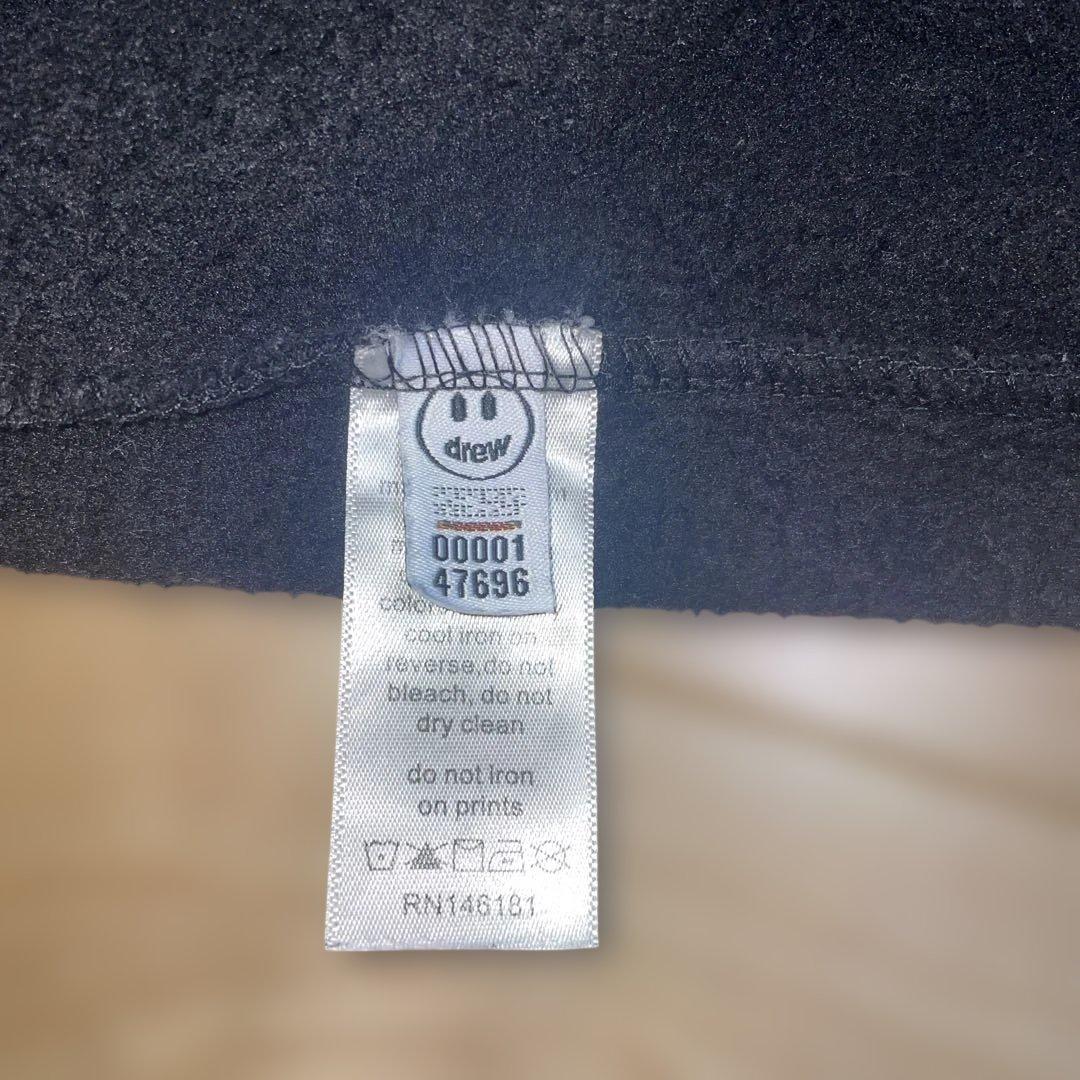 drew
00001
47696
cool iron on
reverse,do not
bleach, do not
dry clean
do not iron
on prints
RN146181